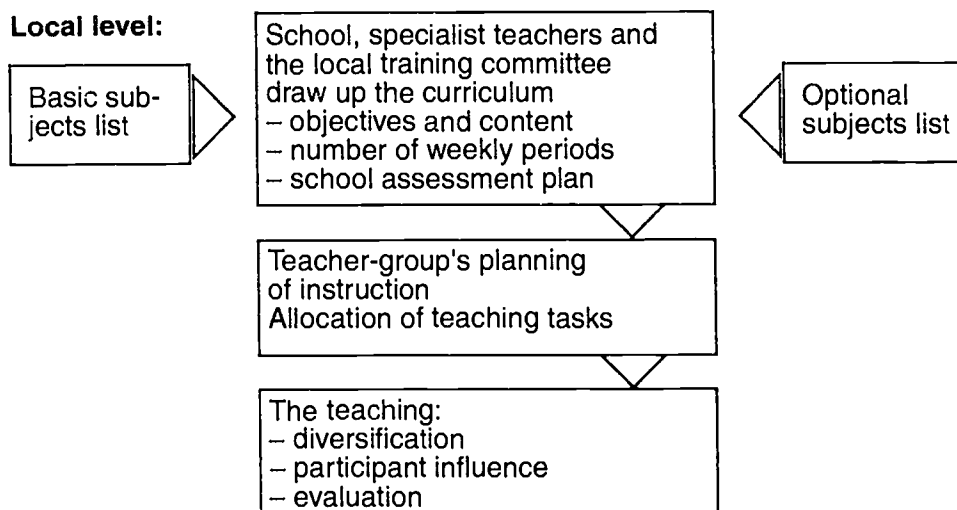 Local level:
Basic sub-
jects list
School, specialist teachers and
the local training committee
draw up the curriculum
– objectives and content
– number of weekly periods
– school assessment plan
Optional
subjects list
Teacher-group's planning
of instruction
Allocation of teaching tasks
The teaching:
– diversification
– participant influence
– evaluation